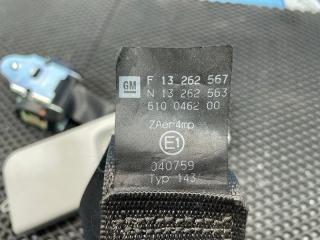 GM
F 13 262 567
N 13 262 563
610 0462 00
ZAer4mp
E1
040759
Typ 143